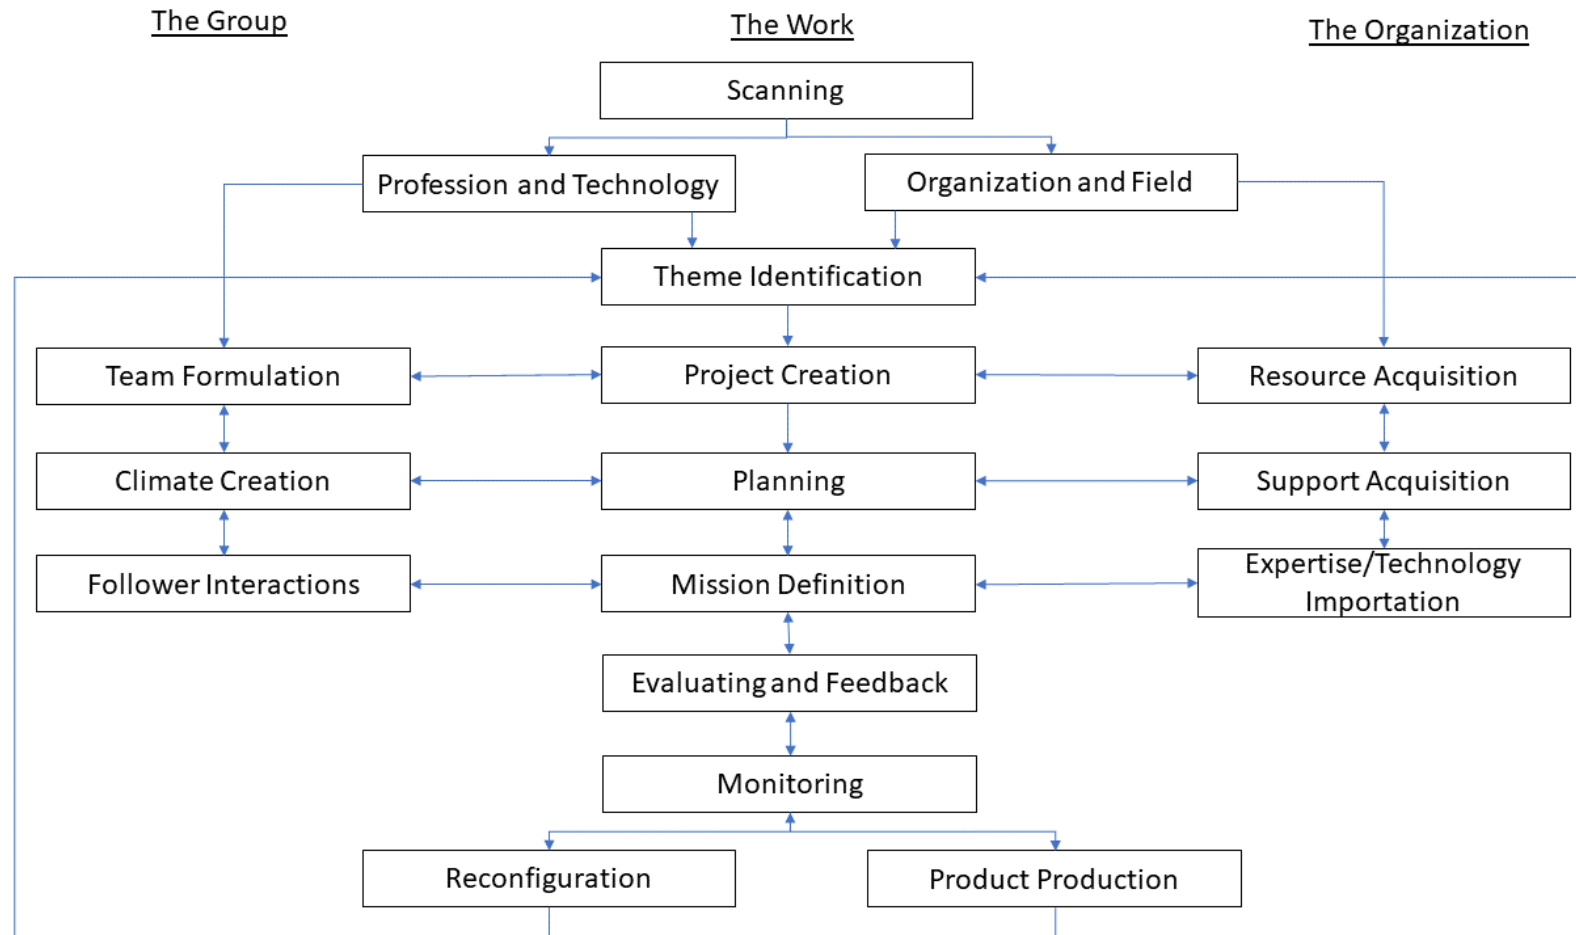 The Group
The Work
The Organization
Scanning
Profession and Technology
Organization and Field
Theme Identification
Team Formulation
Project Creation
Resource Acquisition
Climate Creation
Planning
Support Acquisition
Follower Interactions
Mission Definition
Expertise/Technology
Importation
Evaluating and Feedback
Monitoring
Reconfiguration
Product Production